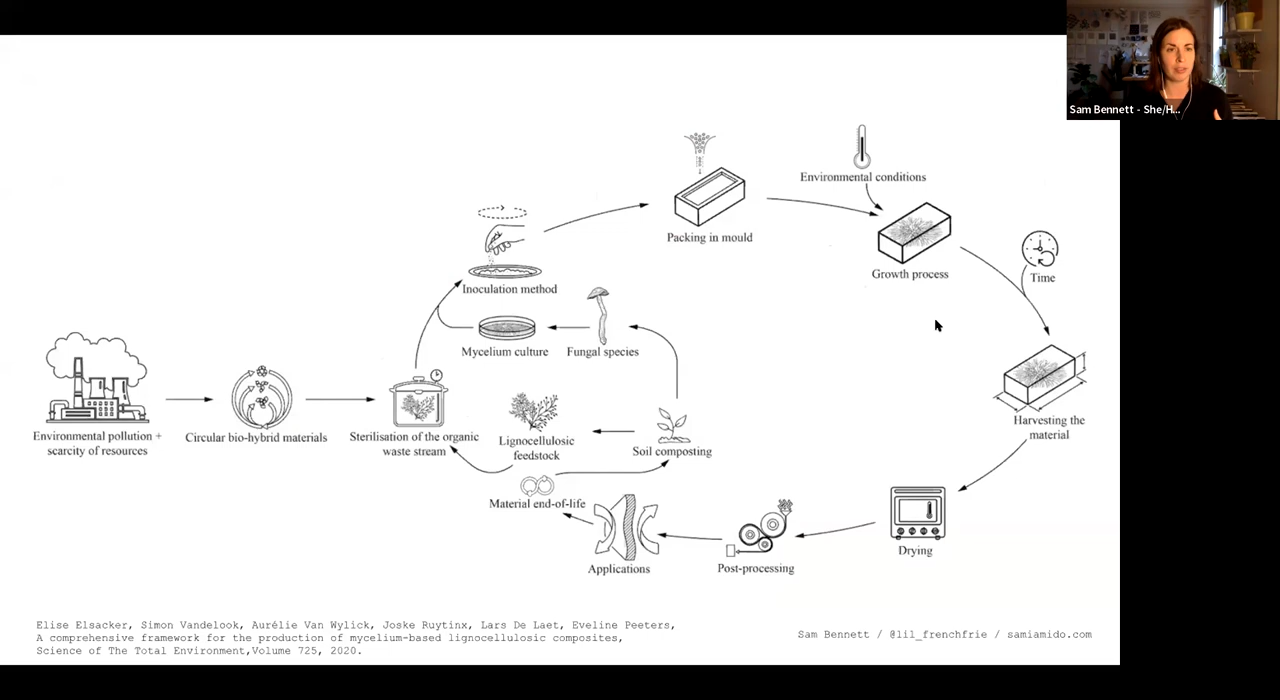 Sam Bennett - She/H...
Environmental conditions
Packing in mould
Growth process
Time
Inoculation method
Mycelium culture
Fungal species
Environmental pollution +
scarcity of resources
Circular bio-hybrid materials
Sterilisation of the organic
waste stream
Lignocellulosic
feedstock
Soil composting
Harvesting the
material
Material end-of-life
Applications
Post-processing
Drying
Elise Elsacker, Simon Vandelook, Aurélie Van Wylick, Joske Ruytinx, Lars De Laet, Eveline Peeters,
A comprehensive framework for the production of mycelium-based lignocellulosic composites,
Science of The Total Environment,Volume 725, 2020.
Sam Bennett / @lil_frenchfrie / samiamido.com